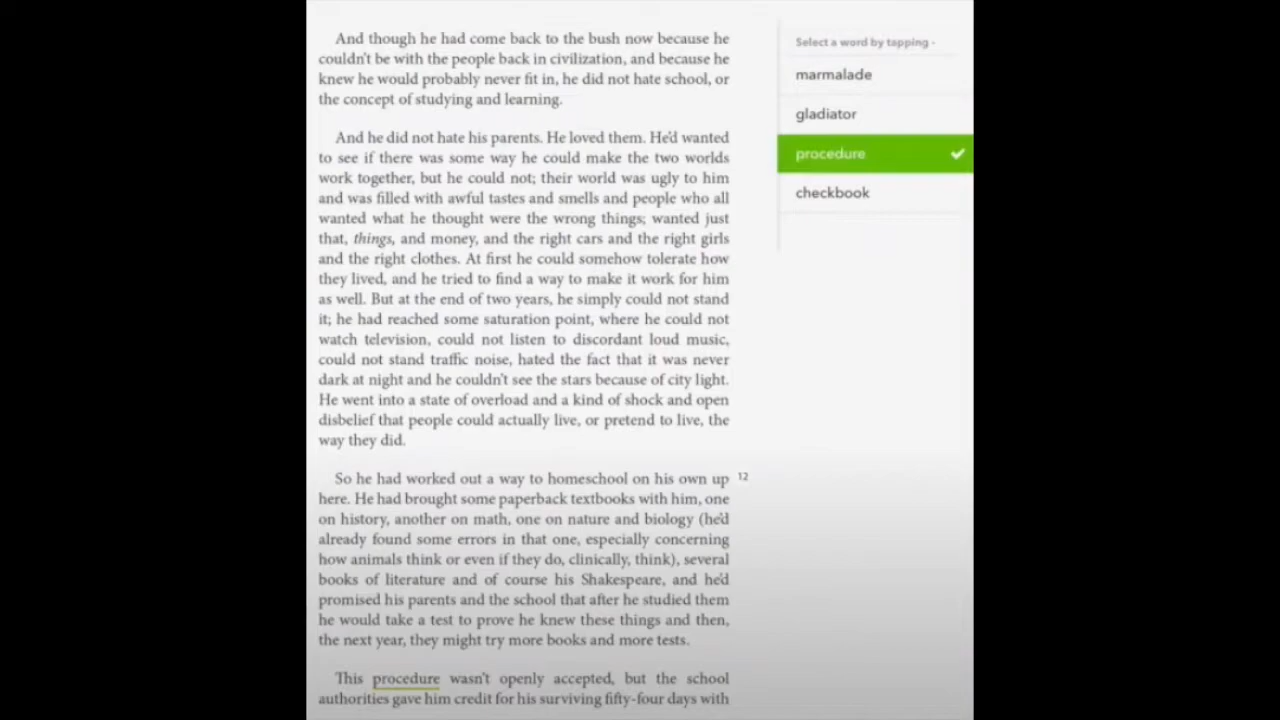 And though he had come back to the bush now because he
couldn't be with the people back in civilization, and because he
knew he would probably never fit in, he did not hate school, or
the concept of studying and learning.
And he did not hate his parents. He loved them. He'd wanted
to see if there was some way he could make the two worlds
work together, but he could not; their world was ugly to him
and was filled with awful tastes and smells and people who all
wanted what he thought were the wrong things; wanted just
that, things, and money, and the right cars and the right girls
and the right clothes. At first he could somehow tolerate how
they lived, and he tried to find a way to make it work for him
as well. But at the end of two years, he simply could not stand
it; he had reached some saturation point, where he could not
watch television, could not listen to discordant loud music,
could not stand traffic noise, hated the fact that it was never
dark at night and he couldn't see the stars because of city light.
He went into a state of overload and a kind of shock and open
disbelief that people could actually live, or pretend to live, the
way they did.
So he had worked out a way to homeschool on his own up
12
here. He had brought some paperback textbooks with him, one
on history, another on math, one on nature and biology (he'd
already found some errors in that one, especially concerning
how animals think or even if they do, clinically, think), several
books of literature and of course his Shakespeare, and he'd
promised his parents and the school that after he studied them
he would take a test to prove he knew these things and then,
the next year, they might try more books and more tests.
This procedure wasn't openly accepted, but the school
authorities gave him credit for his surviving fifty-four days with
Select a word by tapping -
marmalade
gladiator
procedure
checkbook